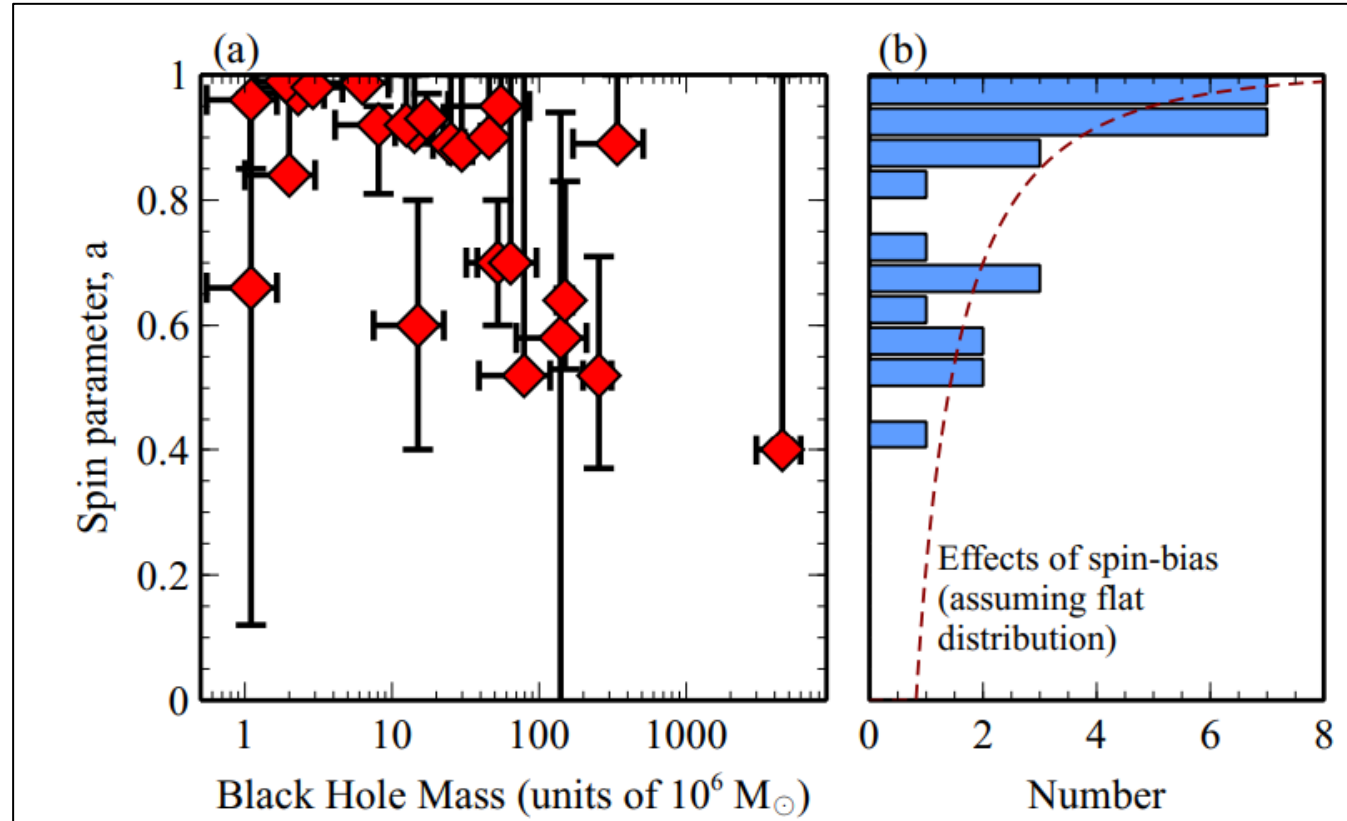 (a)
(b)
1
0.8
0.6
0.4
0.2
0
Spin parameter, a
1 10 100 1000
Black Hole Mass (units of 10⁶ M☉)
Effects of spin-bias
(assuming flat
distribution)
0 2 4 6 8
Number